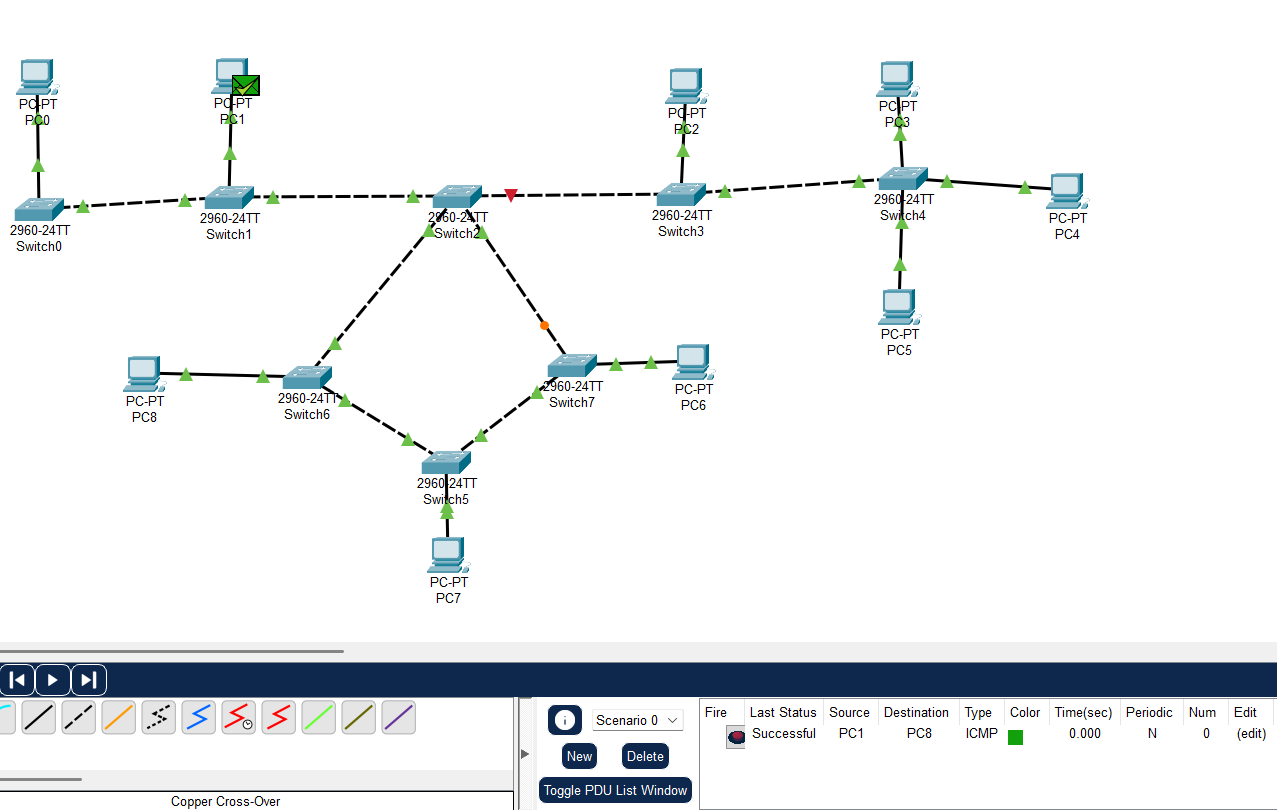 PC-PT
PC0
PC-PT
PC1
PC-PT
PC2
PC-PT
PC3
2960-24TT
Switch0
2960-24TT
Switch1
2960-24TT
Switch2
2960-24TT
Switch3
2960-24TT
Switch4
PC-PT
PC4
PC-PT
PC5
PC-PT
PC8
2960-24TT
Switch6
2960-24TT
Switch7
PC-PT
PC6
2960-24TT
Switch5
PC-PT
PC7
Scenario 0
New
Delete
Toggle PDU List Window
Fire Last Status Source Destination Type Color Time(sec) Periodic Num Edit
Successful PC1 PC8 ICMP 0.000 N 0 (edit)
Copper Cross-Over